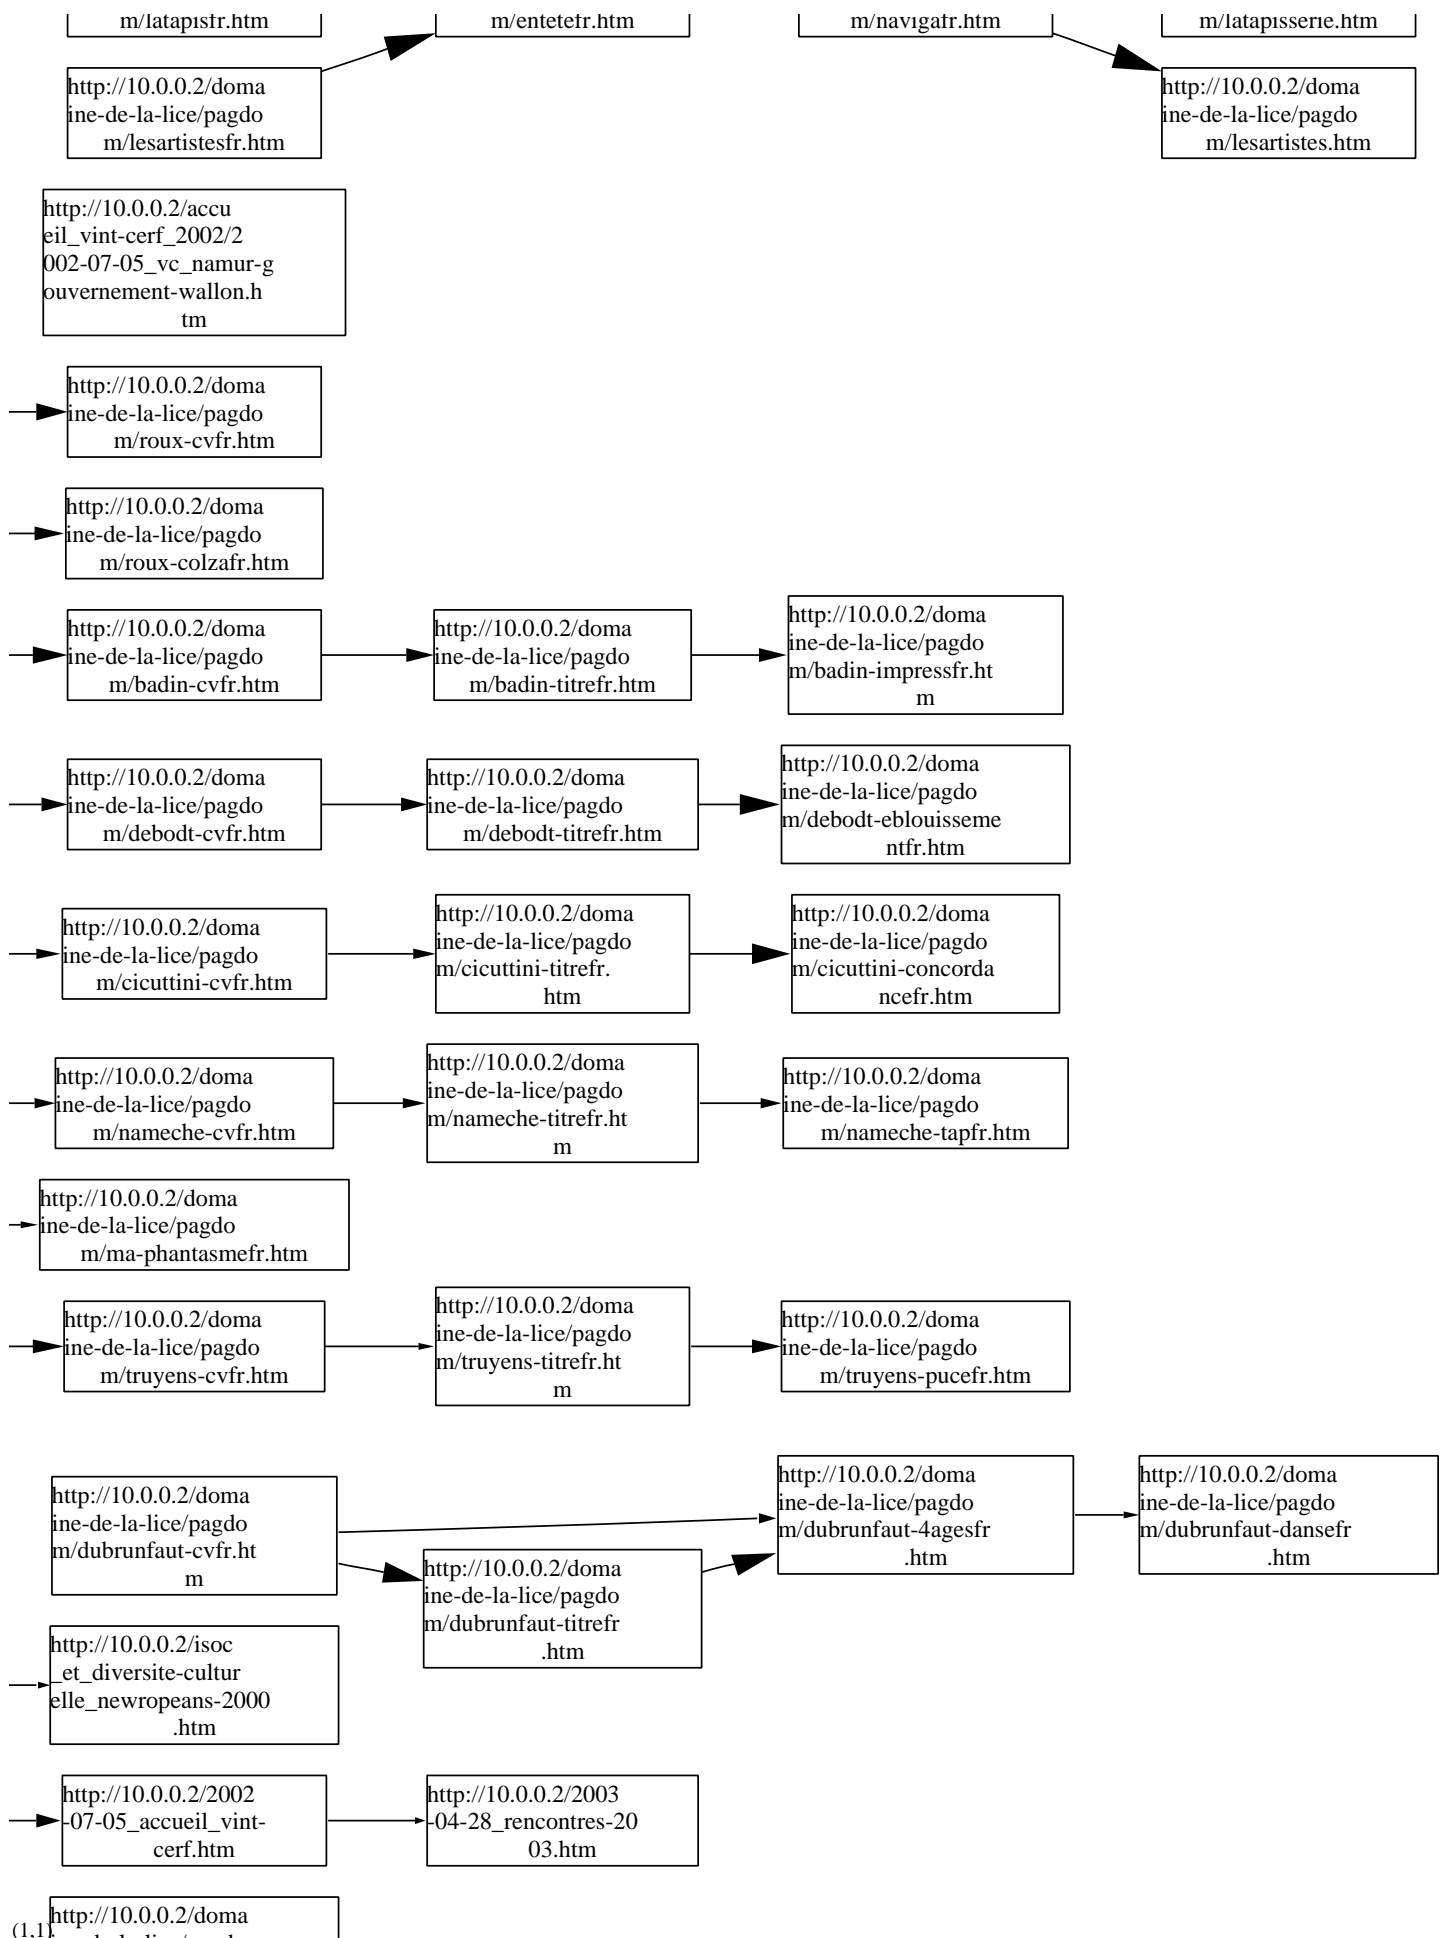 m/latapisfr.htm
m/entetefr.htm
m/navigafr.htm
m/latapisserie.htm
http://10.0.0.2/doma
ine-de-la-lice/pagdo
m/lesartistesfr.htm
http://10.0.0.2/doma
ine-de-la-lice/pagdo
m/lesartistes.htm
http://10.0.0.2/accu
eil_vint-cerf_2002/2
002-07-05_vc_namur-g
ouvernement-wallon.h
tm
http://10.0.0.2/doma
ine-de-la-lice/pagdo
m/roux-cvfr.htm
http://10.0.0.2/doma
ine-de-la-lice/pagdo
m/roux-colzafr.htm
http://10.0.0.2/doma
ine-de-la-lice/pagdo
m/badin-cvfr.htm
http://10.0.0.2/doma
ine-de-la-lice/pagdo
m/badin-titrefr.htm
http://10.0.0.2/doma
ine-de-la-lice/pagdo
m/badin-impressfr.ht
m
http://10.0.0.2/doma
ine-de-la-lice/pagdo
m/debodt-cvfr.htm
http://10.0.0.2/doma
ine-de-la-lice/pagdo
m/debodt-titrefr.htm
http://10.0.0.2/doma
ine-de-la-lice/pagdo
m/debodt-eblouisseme
ntfr.htm
http://10.0.0.2/doma
ine-de-la-lice/pagdo
m/cicuttini-cvfr.htm
http://10.0.0.2/doma
ine-de-la-lice/pagdo
m/cicuttini-titrefr.
htm
http://10.0.0.2/doma
ine-de-la-lice/pagdo
m/cicuttini-concorda
ncefr.htm
http://10.0.0.2/doma
ine-de-la-lice/pagdo
m/nameche-cvfr.htm
http://10.0.0.2/doma
ine-de-la-lice/pagdo
m/nameche-titrefr.ht
m
http://10.0.0.2/doma
ine-de-la-lice/pagdo
m/nameche-tapfr.htm
http://10.0.0.2/doma
ine-de-la-lice/pagdo
m/ma-phantasmefr.htm
http://10.0.0.2/doma
ine-de-la-lice/pagdo
m/truyens-cvfr.htm
http://10.0.0.2/doma
ine-de-la-lice/pagdo
m/truyens-titrefr.ht
m
http://10.0.0.2/doma
ine-de-la-lice/pagdo
m/truyens-pucefr.htm
http://10.0.0.2/doma
ine-de-la-lice/pagdo
m/dubrunfaut-cvfr.ht
m
http://10.0.0.2/doma
ine-de-la-lice/pagdo
m/dubrunfaut-titrefr
.htm
http://10.0.0.2/doma
ine-de-la-lice/pagdo
m/dubrunfaut-4agesfr
.htm
http://10.0.0.2/doma
ine-de-la-lice/pagdo
m/dubrunfaut-dansefr
.htm
http://10.0.0.2/isoc
_et_diversite-cultur
elle_newropeans-2000
.htm
http://10.0.0.2/2002
-07-05_accueil_vint-
cerf.htm
http://10.0.0.2/2003
-04-28_rencontres-20
03.htm
http://10.0.0.2/doma
(1,1)